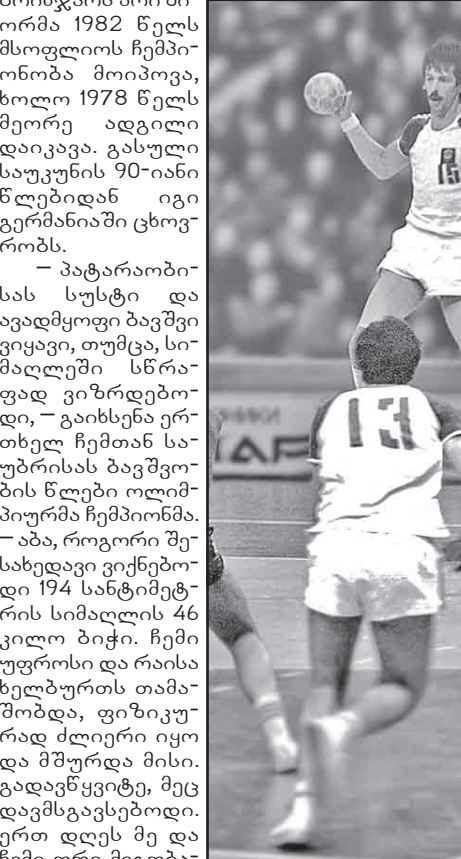 ორმა 1982 წელს
მსოფლიოს ჩემპი-
ონობა მოიპოვა,
ხოლო 1978 წელს
მეორე ადგილი
დაიკავა. გასული
საუკუნის 90-იანი
წლებიდან იგი
გერმანიაში ცხოვ-
რობს.
– პატარაობი-
სას სუსტი და
ავადმყოფი ბავშვი
ვიყავი, თუმცა, სი-
მაღლეში სწრა-
ფად ვიზრდებო-
დი, – გაიხსენა ერ-
თხელ ჩემთან სა-
უბრისას ბავშვო-
ბის წლები ოლიმ-
პიურმა ჩემპიონმა.
– აბა, როგორი შე-
სახედავი ვიქნებო-
დი 194 სანტიმეტ-
რის სიმაღლის 46
კილო ბიჭი. ჩემი
უფროსი და რაისა
ხელბურთს თამა-
შობდა, ფიზიკუ-
რად ძლიერი იყო
და მშურდა მისი.
გადავწყვიტე, მეც
დავმსგავსებოდი.
ერთ დღეს მე და
ჩემი ორი მეგობა-
15
13